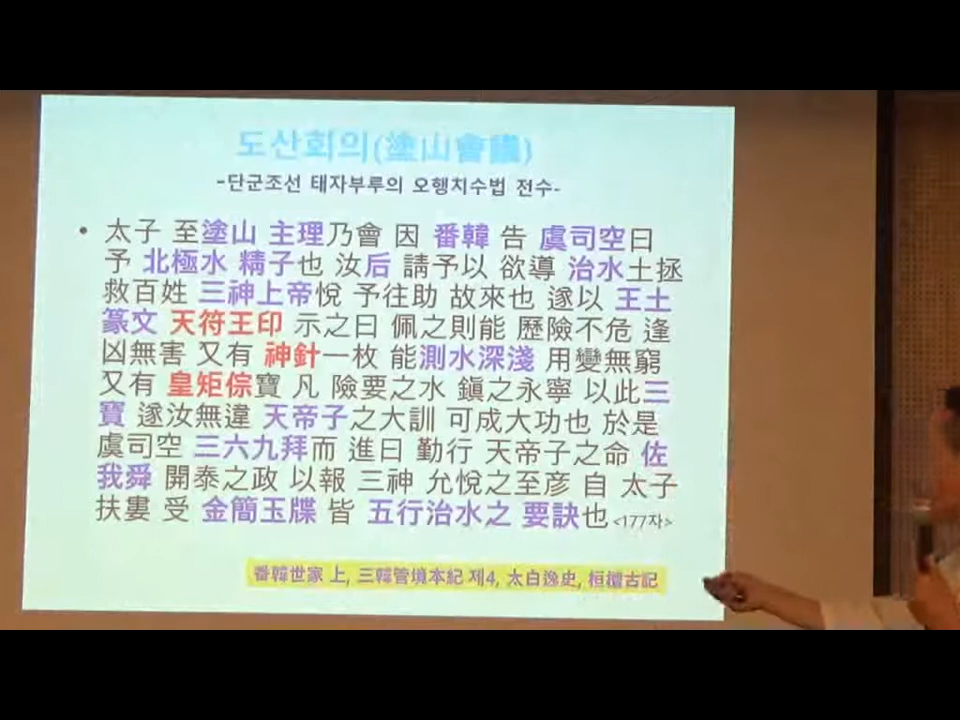 도산회의(塗山會議)
-단군조선 태자부루의 오행치수법 전수-
• 太子 至塗山 主理乃會 因 番韓 告 虞司空曰
予 北極水 精子也 汝后 請予以 欲導 治水土拯
救百姓 三神上帝悅 予往助 故來也 遂以 王土
篆文 天符王印 示之曰 佩之則能 歷險不危 逢
凶無害 又有 神針一枚 能測水深淺 用變無窮
又有 皇矩倧寶 凡 險要之水 鎭之永寧 以此三
寶 遂汝無違 天帝子之大訓 可成大功也 於是
虞司空 三六九拜而 進曰 勤行 天帝子之命 佐
我舜 開泰之政 以報 三神 允悅之至彦 自 太子
扶婁 受 金簡玉牒 皆 五行治水之 要訣也 <177자>
番韓世家 上, 三韓管境本紀 제4, 太白逸史, 桓檀古記